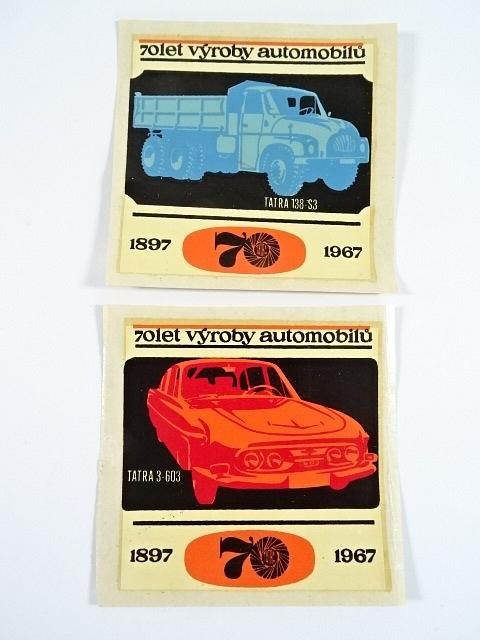 70let výroby automobilů
TATRA 138-S3
1897 70 1967
70let výroby automobilů
TATRA 3-603
1897 70 1967